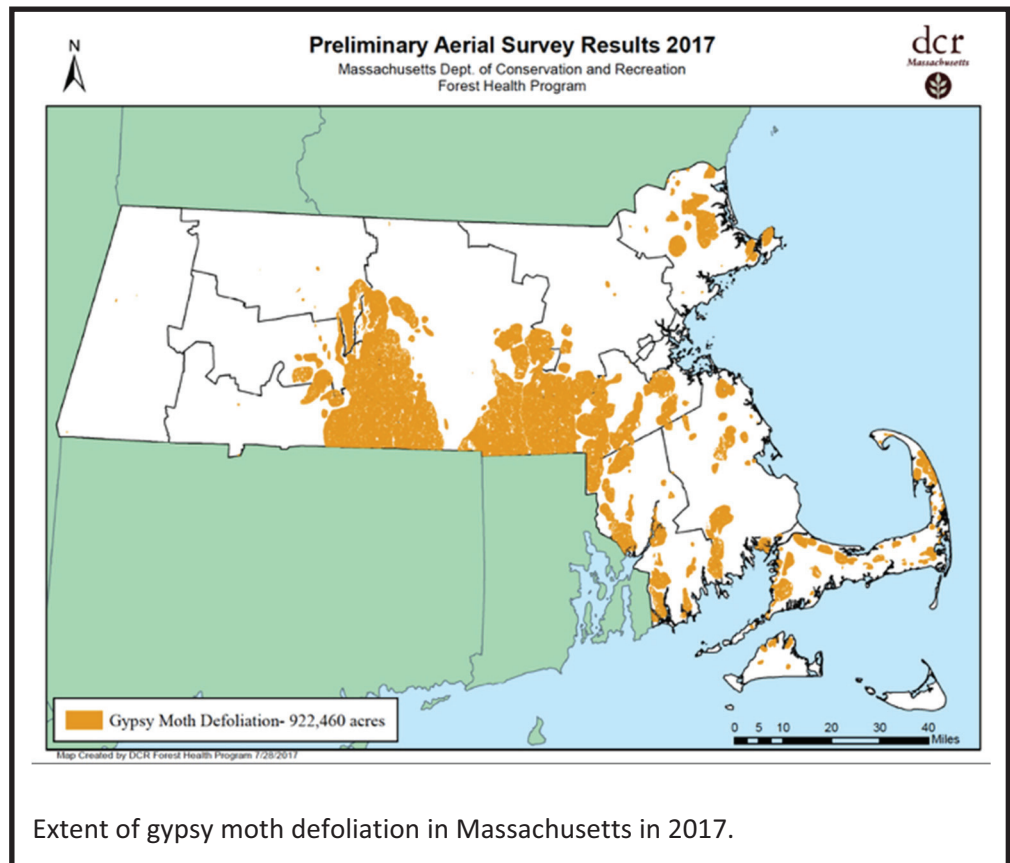 N
Preliminary Aerial Survey Results 2017
Massachusetts Dept. of Conservation and Recreation
Forest Health Program
dcr
Massachusetts
Gypsy Moth Defoliation- 922,460 acres
0 5 10 20 30 40
Miles
Map Created by DCR Forest Health Program 7/28/2017
Extent of gypsy moth defoliation in Massachusetts in 2017.